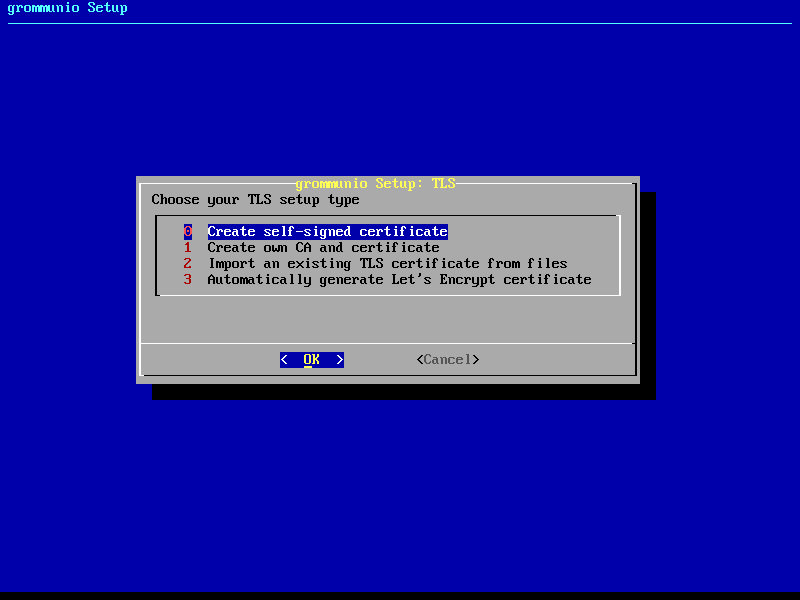 grommunio Setup
grommunio Setup: TLS
Choose your TLS setup type
0 Create self-signed certificate
1 Create own CA and certificate
2 Import an existing TLS certificate from files
3 Automatically generate Let's Encrypt certificate
< OK > <Cancel>